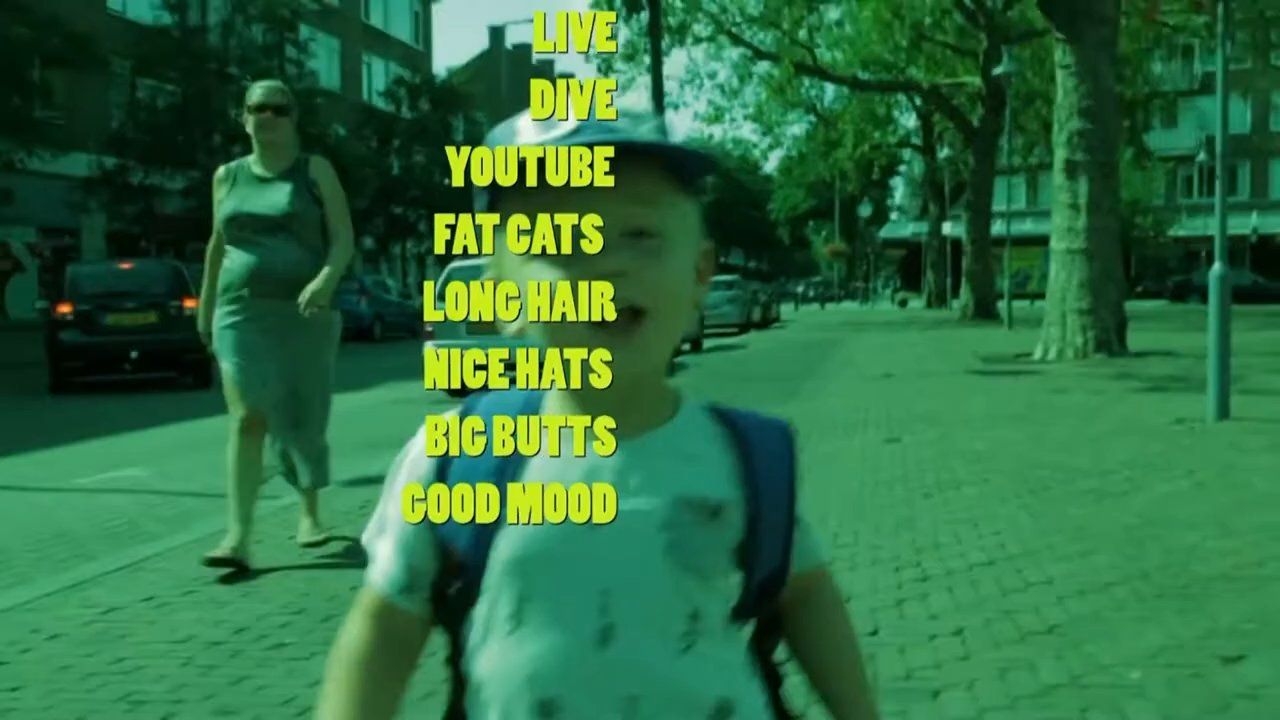 LIVE
DIVE
YOUTUBE
FAT CATS
LONG HAIR
NICE HATS
BIG BUTTS
GOOD MOOD